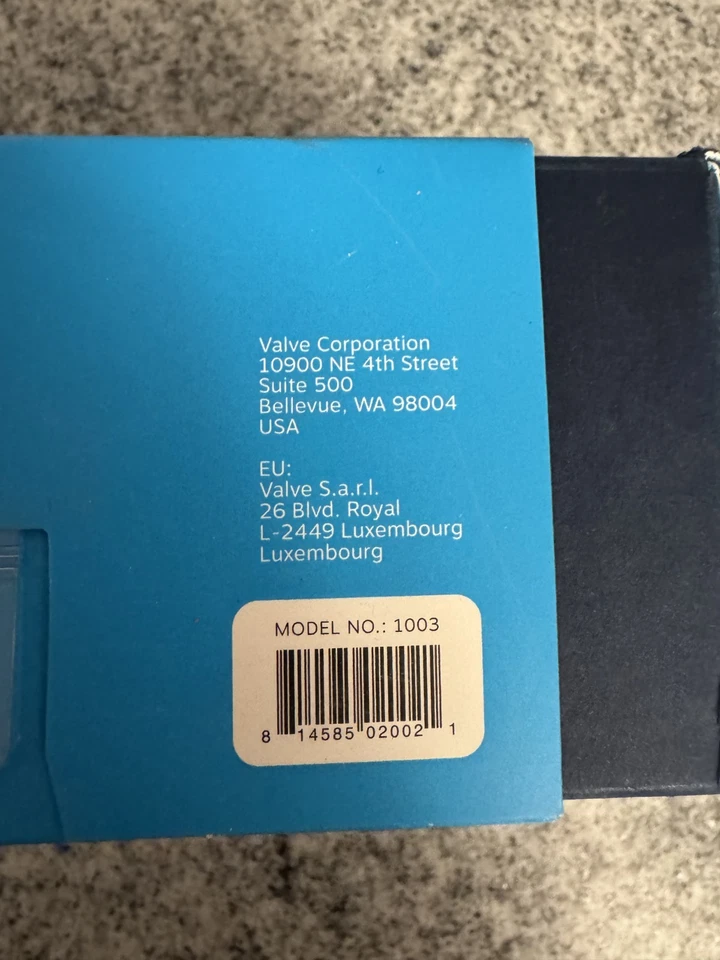 Valve Corporation
10900 NE 4th Street
Suite 500
Bellevue, WA 98004
USA
EU:
Valve S.a.r.l.
26 Blvd. Royal
L-2449 Luxembourg
Luxembourg
MODEL NO.: 1003
8 14585 02002 1